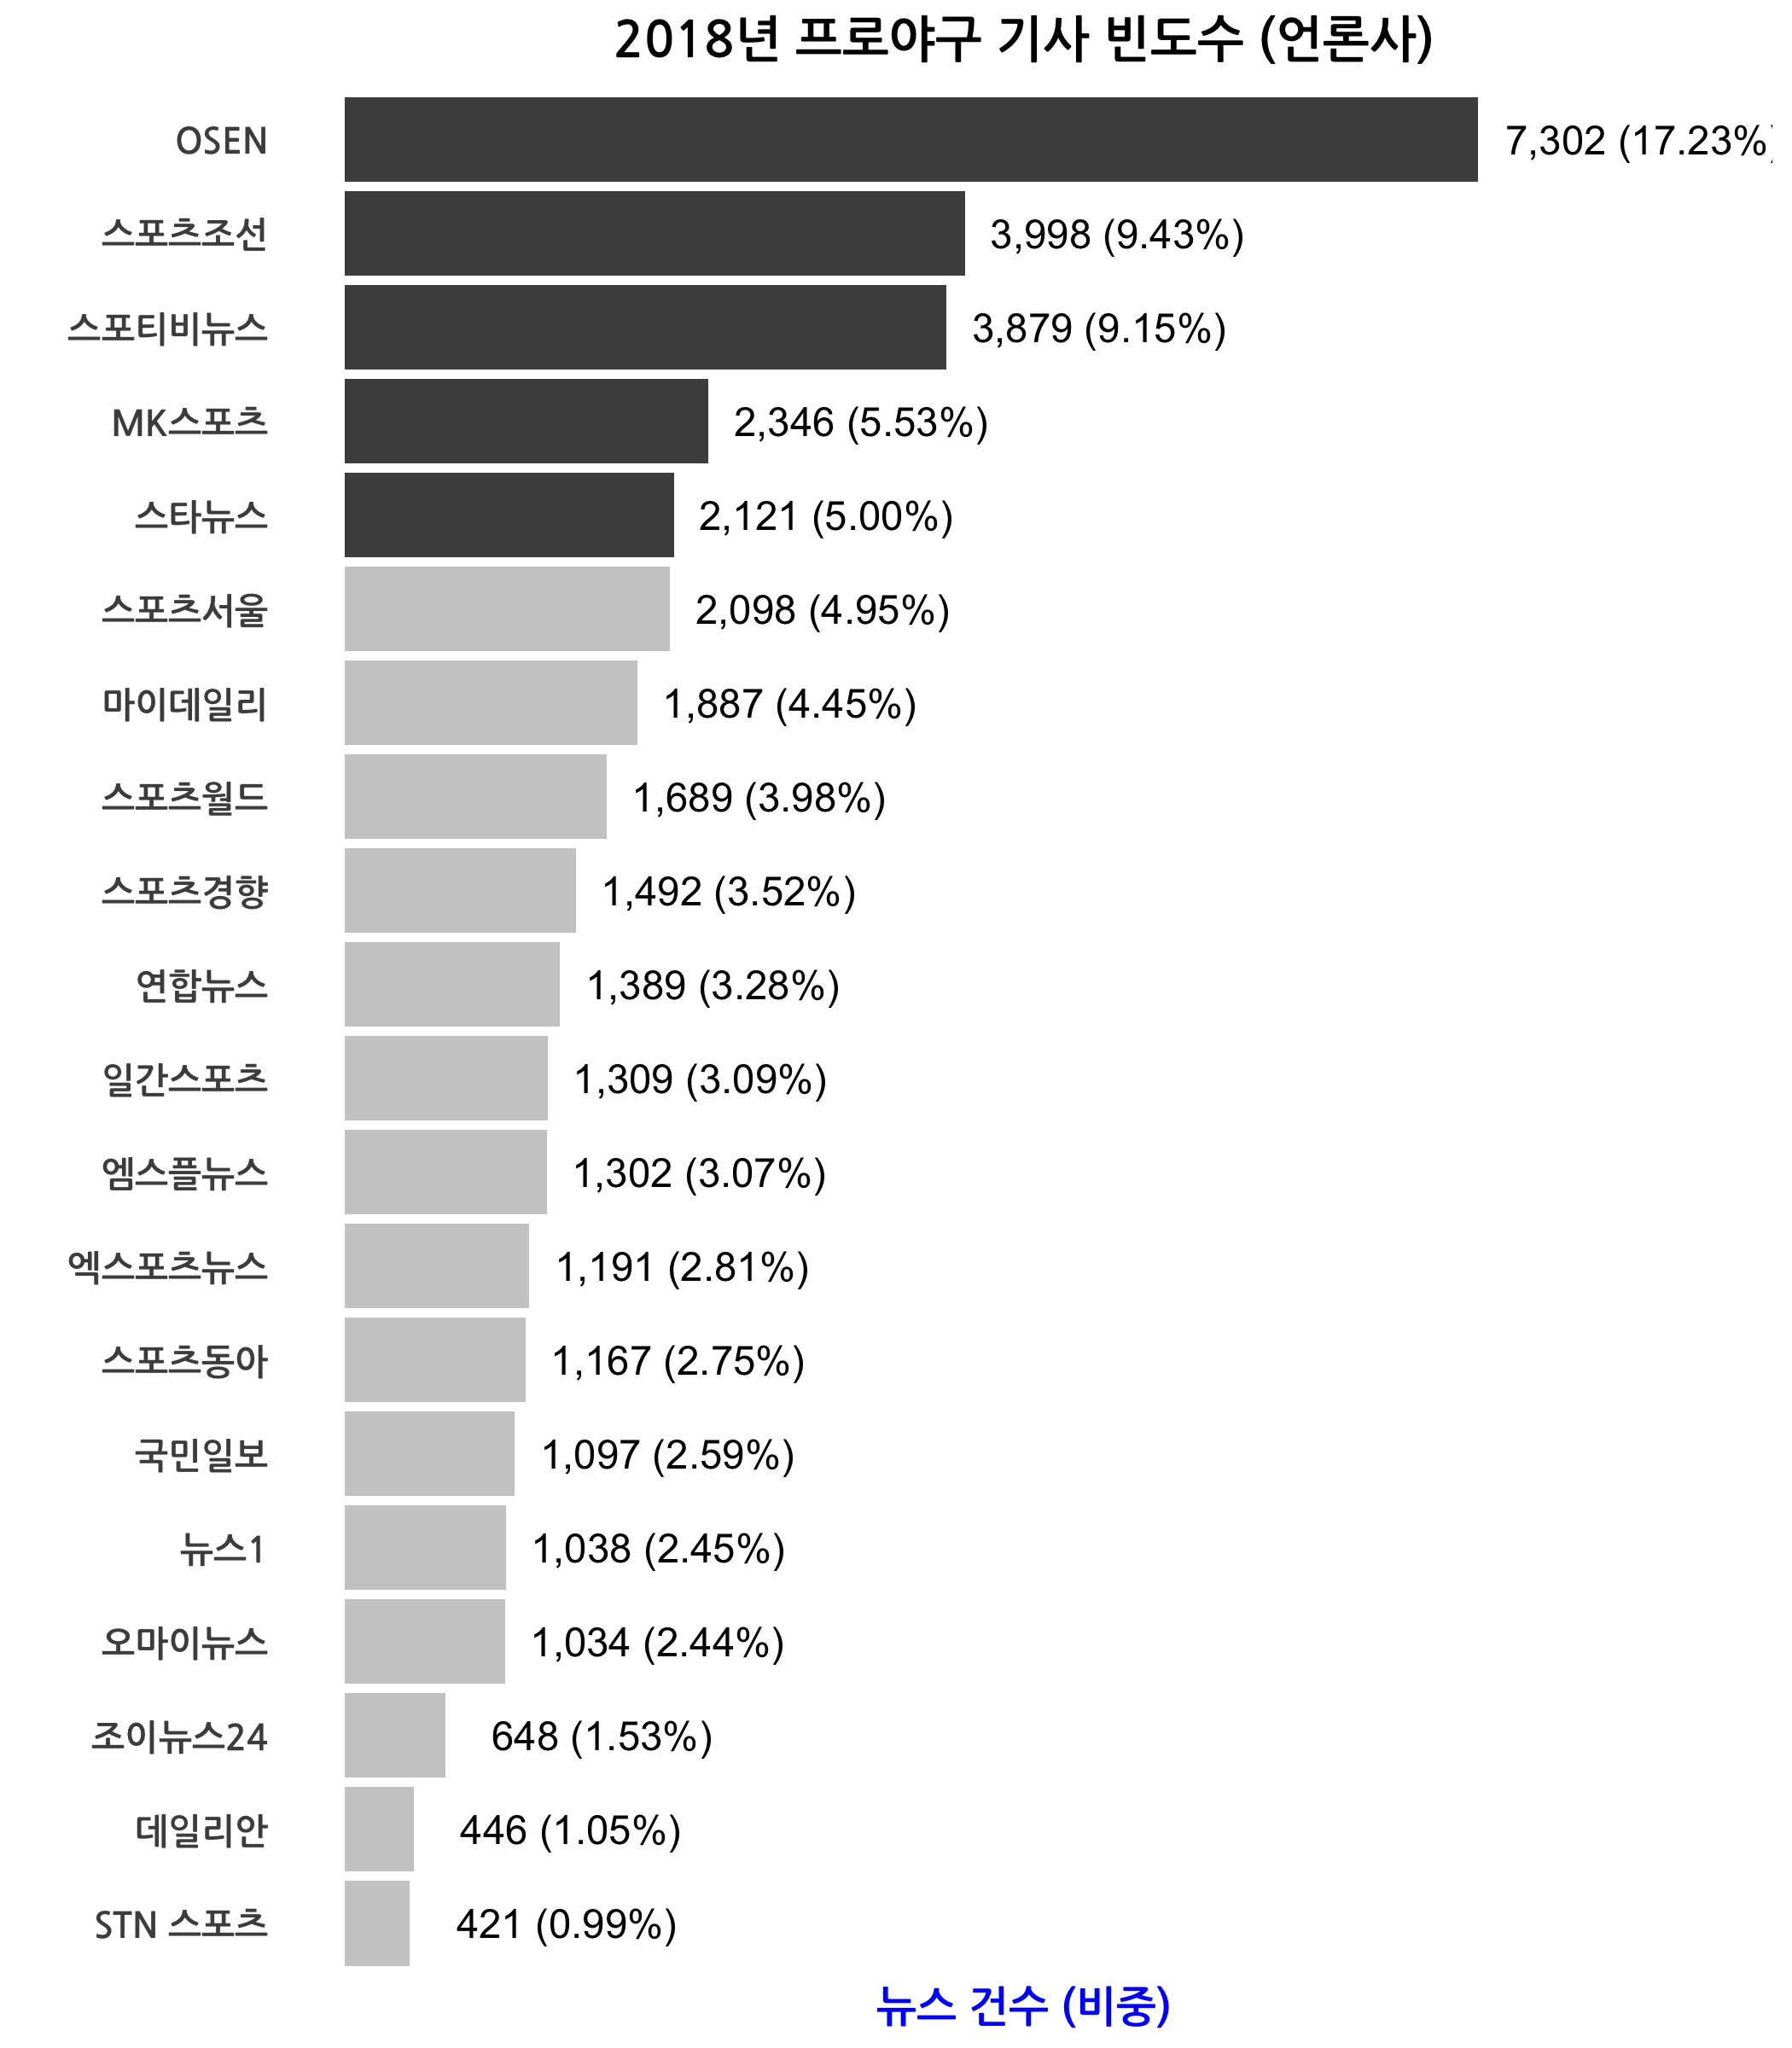 2018년 프로야구 기사 빈도수 (언론사)
OSEN 7,302 (17.23%)
스포츠조선 3,998 (9.43%)
스포티비뉴스 3,879 (9.15%)
MK스포츠 2,346 (5.53%)
스타뉴스 2,121 (5.00%)
스포츠서울 2,098 (4.95%)
마이데일리 1,887 (4.45%)
스포츠월드 1,689 (3.98%)
스포츠경향 1,492 (3.52%)
연합뉴스 1,389 (3.28%)
일간스포츠 1,309 (3.09%)
엠스플뉴스 1,302 (3.07%)
엑스포츠뉴스 1,191 (2.81%)
스포츠동아 1,167 (2.75%)
국민일보 1,097 (2.59%)
뉴스1 1,038 (2.45%)
오마이뉴스 1,034 (2.44%)
조이뉴스24 648 (1.53%)
데일리안 446 (1.05%)
STN 스포츠 421 (0.99%)
뉴스 건수 (비중)